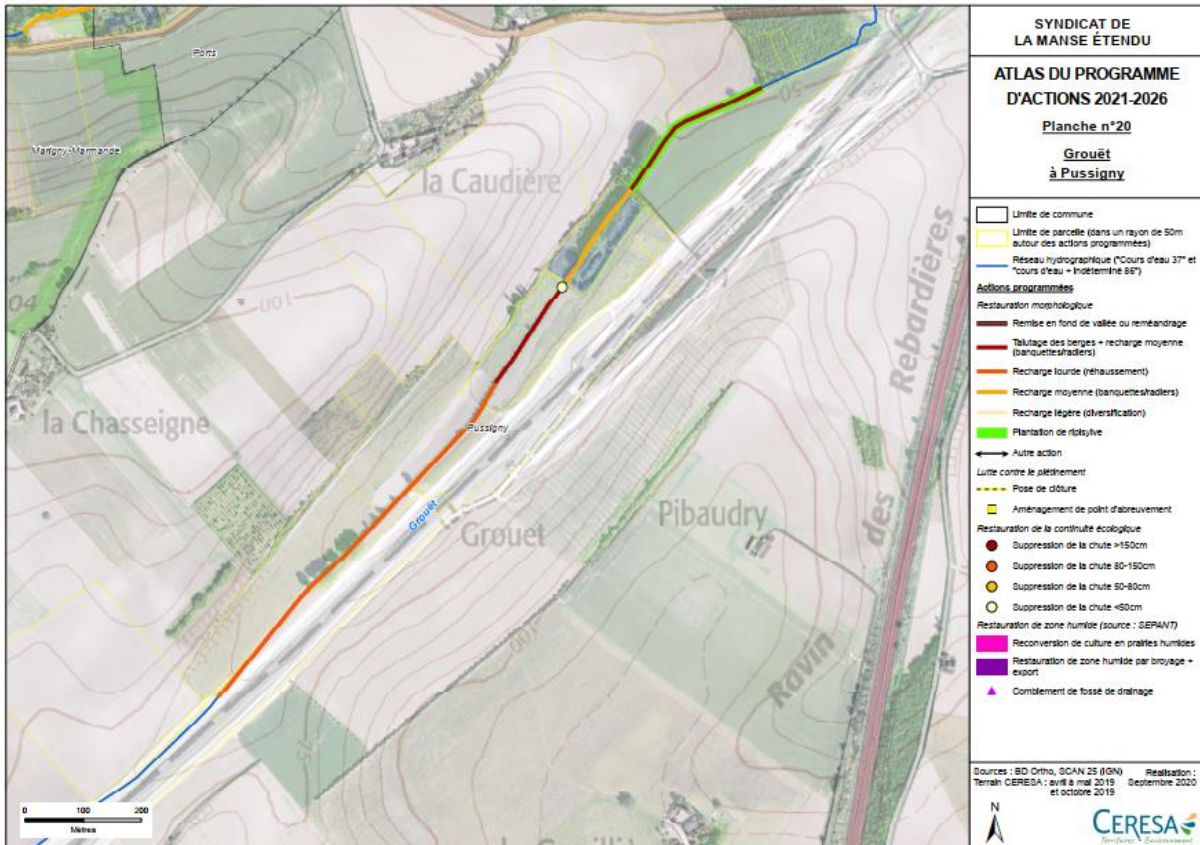 Ports
Marigny-Marmande
la Caudière
50
100
04
la Chasseigne
Pussigny
Grouët
Grouet
Pibaudry
Rebardières
des
Ravin
100
75
0 100 200
Mètres
SYNDICAT DE
LA MANSE ÉTENDU
ATLAS DU PROGRAMME
D'ACTIONS 2021-2026
Planche n°20
Grouët
à Pussigny
Limite de commune
Limite de parcelle (dans un rayon de 50m
autour des actions programmées)
Réseau hydrographique ("Cours d'eau 37" et
"cours d'eau + Indéterminé 86")
Actions programmées
Restauration morphologique
Remise en fond de vallée ou reméandrage
Talutage des berges + recharge moyenne
(banquettes/radiers)
Recharge lourde (réhaussement)
Recharge moyenne (banquettes/radiers)
Recharge légère (diversification)
Plantation de ripisylve
Autre action
Lutte contre le piétinement
Pose de clôture
Aménagement de point d'abreuvement
Restauration de la continuité écologique
Suppression de la chute >150cm
Suppression de la chute 80-150cm
Suppression de la chute 50-80cm
Suppression de la chute <50cm
Restauration de zone humide (source : SEPANT)
Reconversion de culture en prairies humides
Restauration de zone humide par broyage +
export
Comblement de fossé de drainage
Sources : BD Ortho, SCAN 25 (IGN)
Terrain CERESA : avril à mai 2019
et octobre 2019
Réalisation :
Septembre 2020
N
CERESA
Territoires - Environnement